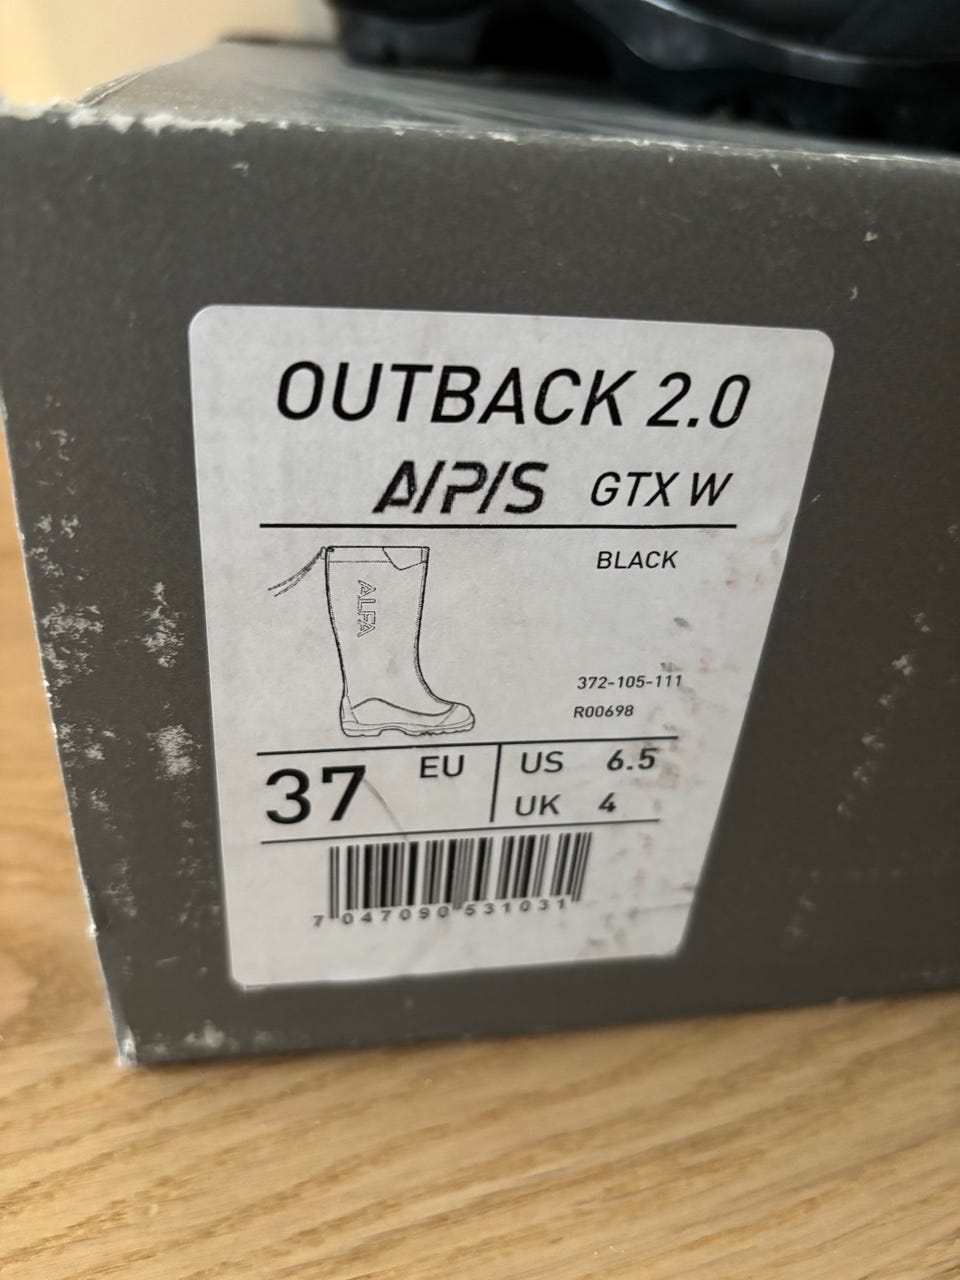 OUTBACK 2.0
A/P/S GTX W
BLACK
ALFA
372-105-111
R00698
37 EU
US 6.5
UK 4
7 047090 531031